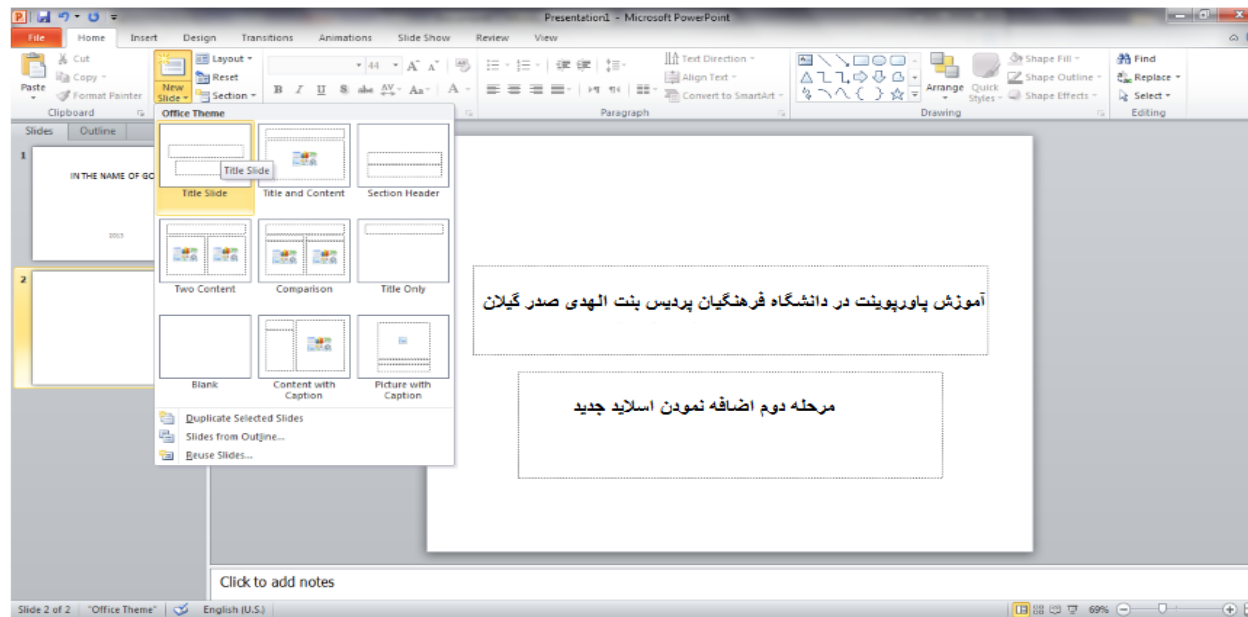 Presentation1 - Microsoft PowerPoint
File Home Insert Design Transitions Animations Slide Show Review View
Paste
Cut
Copy
Format Painter
Clipboard
New Slide
Layout
Reset
Section
44
B I U S abc AV Aa A
Text Direction
Align Text
Convert to SmartArt
Paragraph
Arrange
Quick Styles
Shape Fill
Shape Outline
Shape Effects
Drawing
Find
Replace
Select
Editing
Slides Outline
Office Theme
Title Slide
Title Slide Title and Content Section Header
Two Content Comparison Title Only
Blank Content with Caption Picture with Caption
Duplicate Selected Slides
Slides from Outline...
Reuse Slides...
1
IN THE NAME OF GO
2013
2
آموزش پاورپوینت در دانشگاه فرهنگیان پردیس بنت الهدی صدر گیلان
مرحله دوم اضافه نمودن اسلاید جدید
Click to add notes
Slide 2 of 2 "Office Theme" English (U.S.) 69%